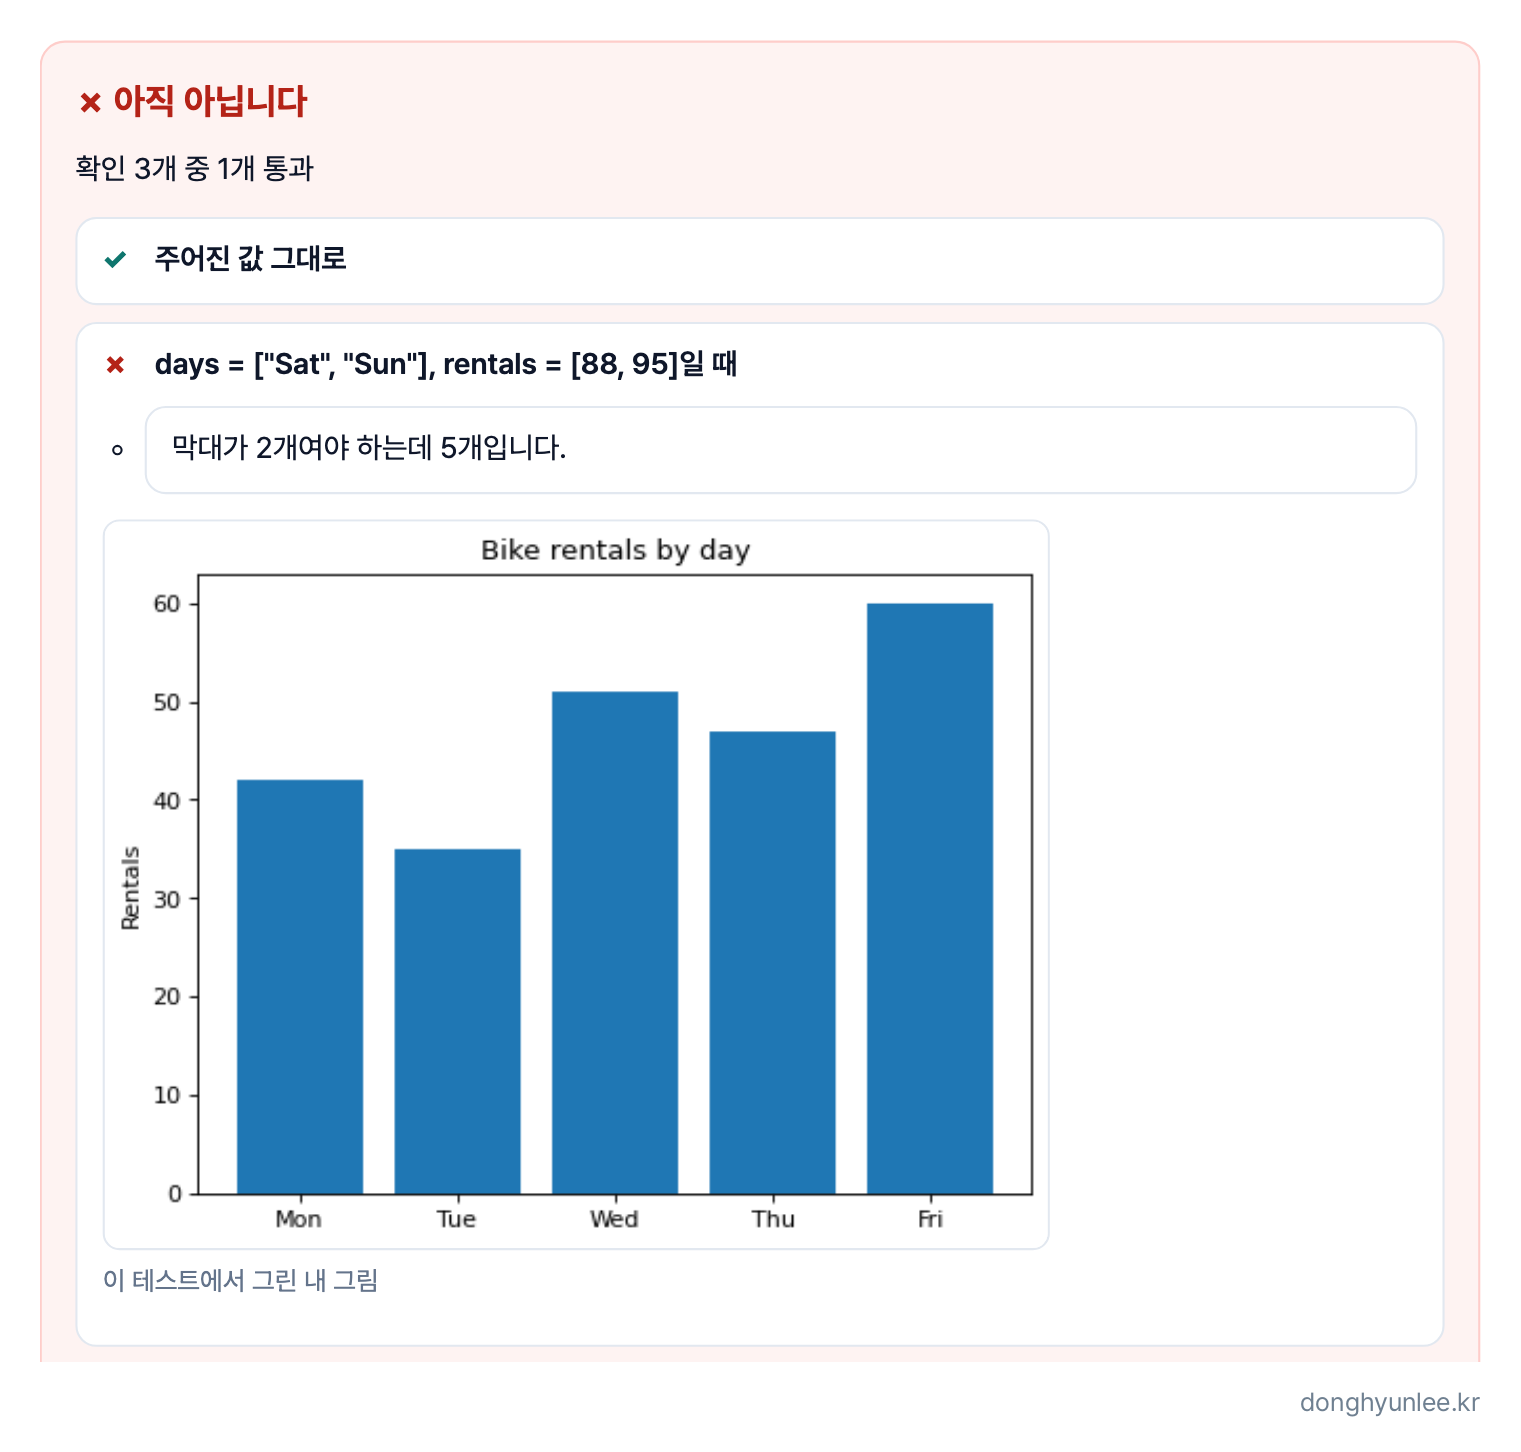 아직 아닙니다
확인 3개 중 1개 통과
주어진 값 그대로
days = ["Sat", "Sun"], rentals = [88, 95]일 때
막대가 2개여야 하는데 5개입니다.
Bike rentals by day
60
50
40
30
20
10
0
Rentals
Mon Tue Wed Thu Fri
이 테스트에서 그린 내 그림
donghyunlee.kr